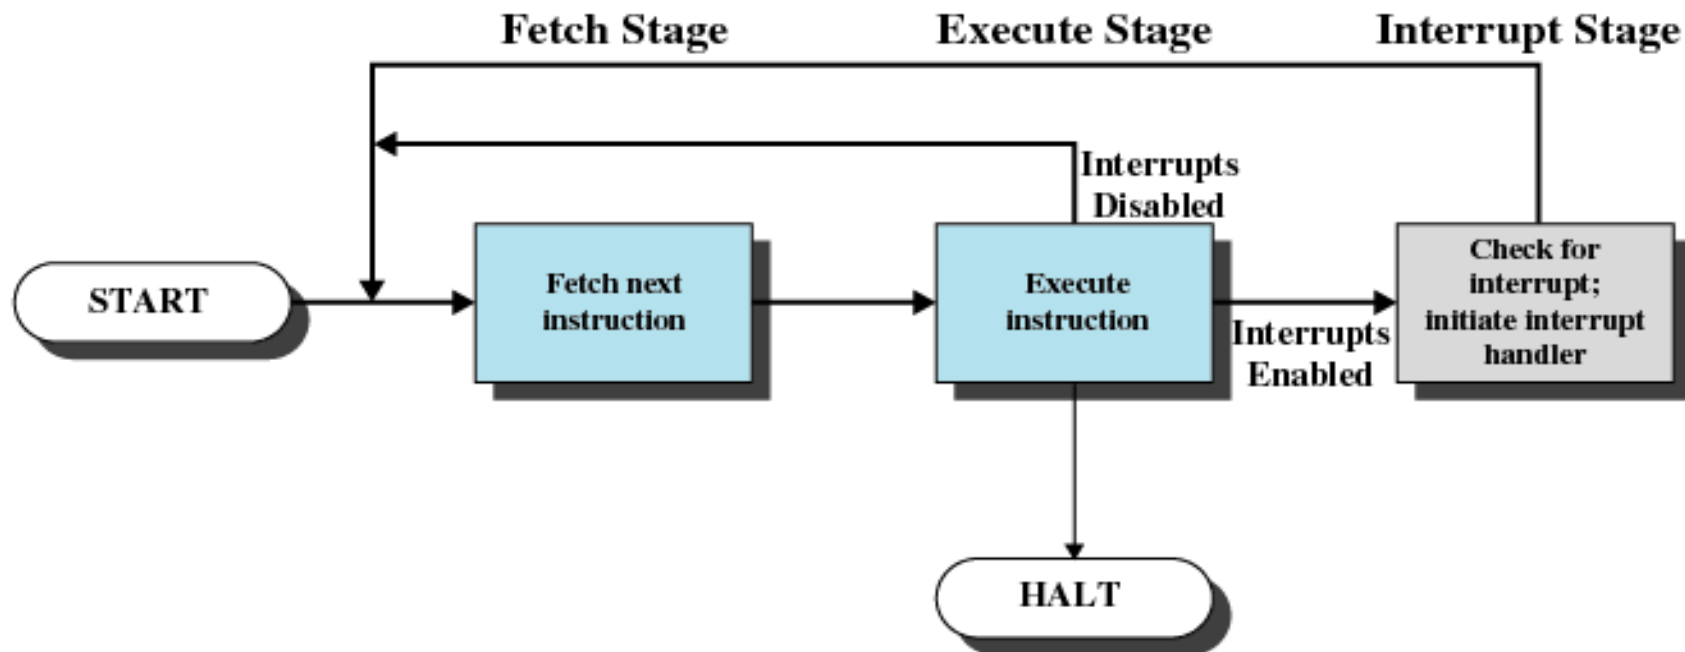 Fetch Stage
Execute Stage
Interrupt Stage
Interrupts
Disabled
START
Fetch next
instruction
Execute
instruction
Interrupts
Enabled
Check for
interrupt;
initiate interrupt
handler
HALT